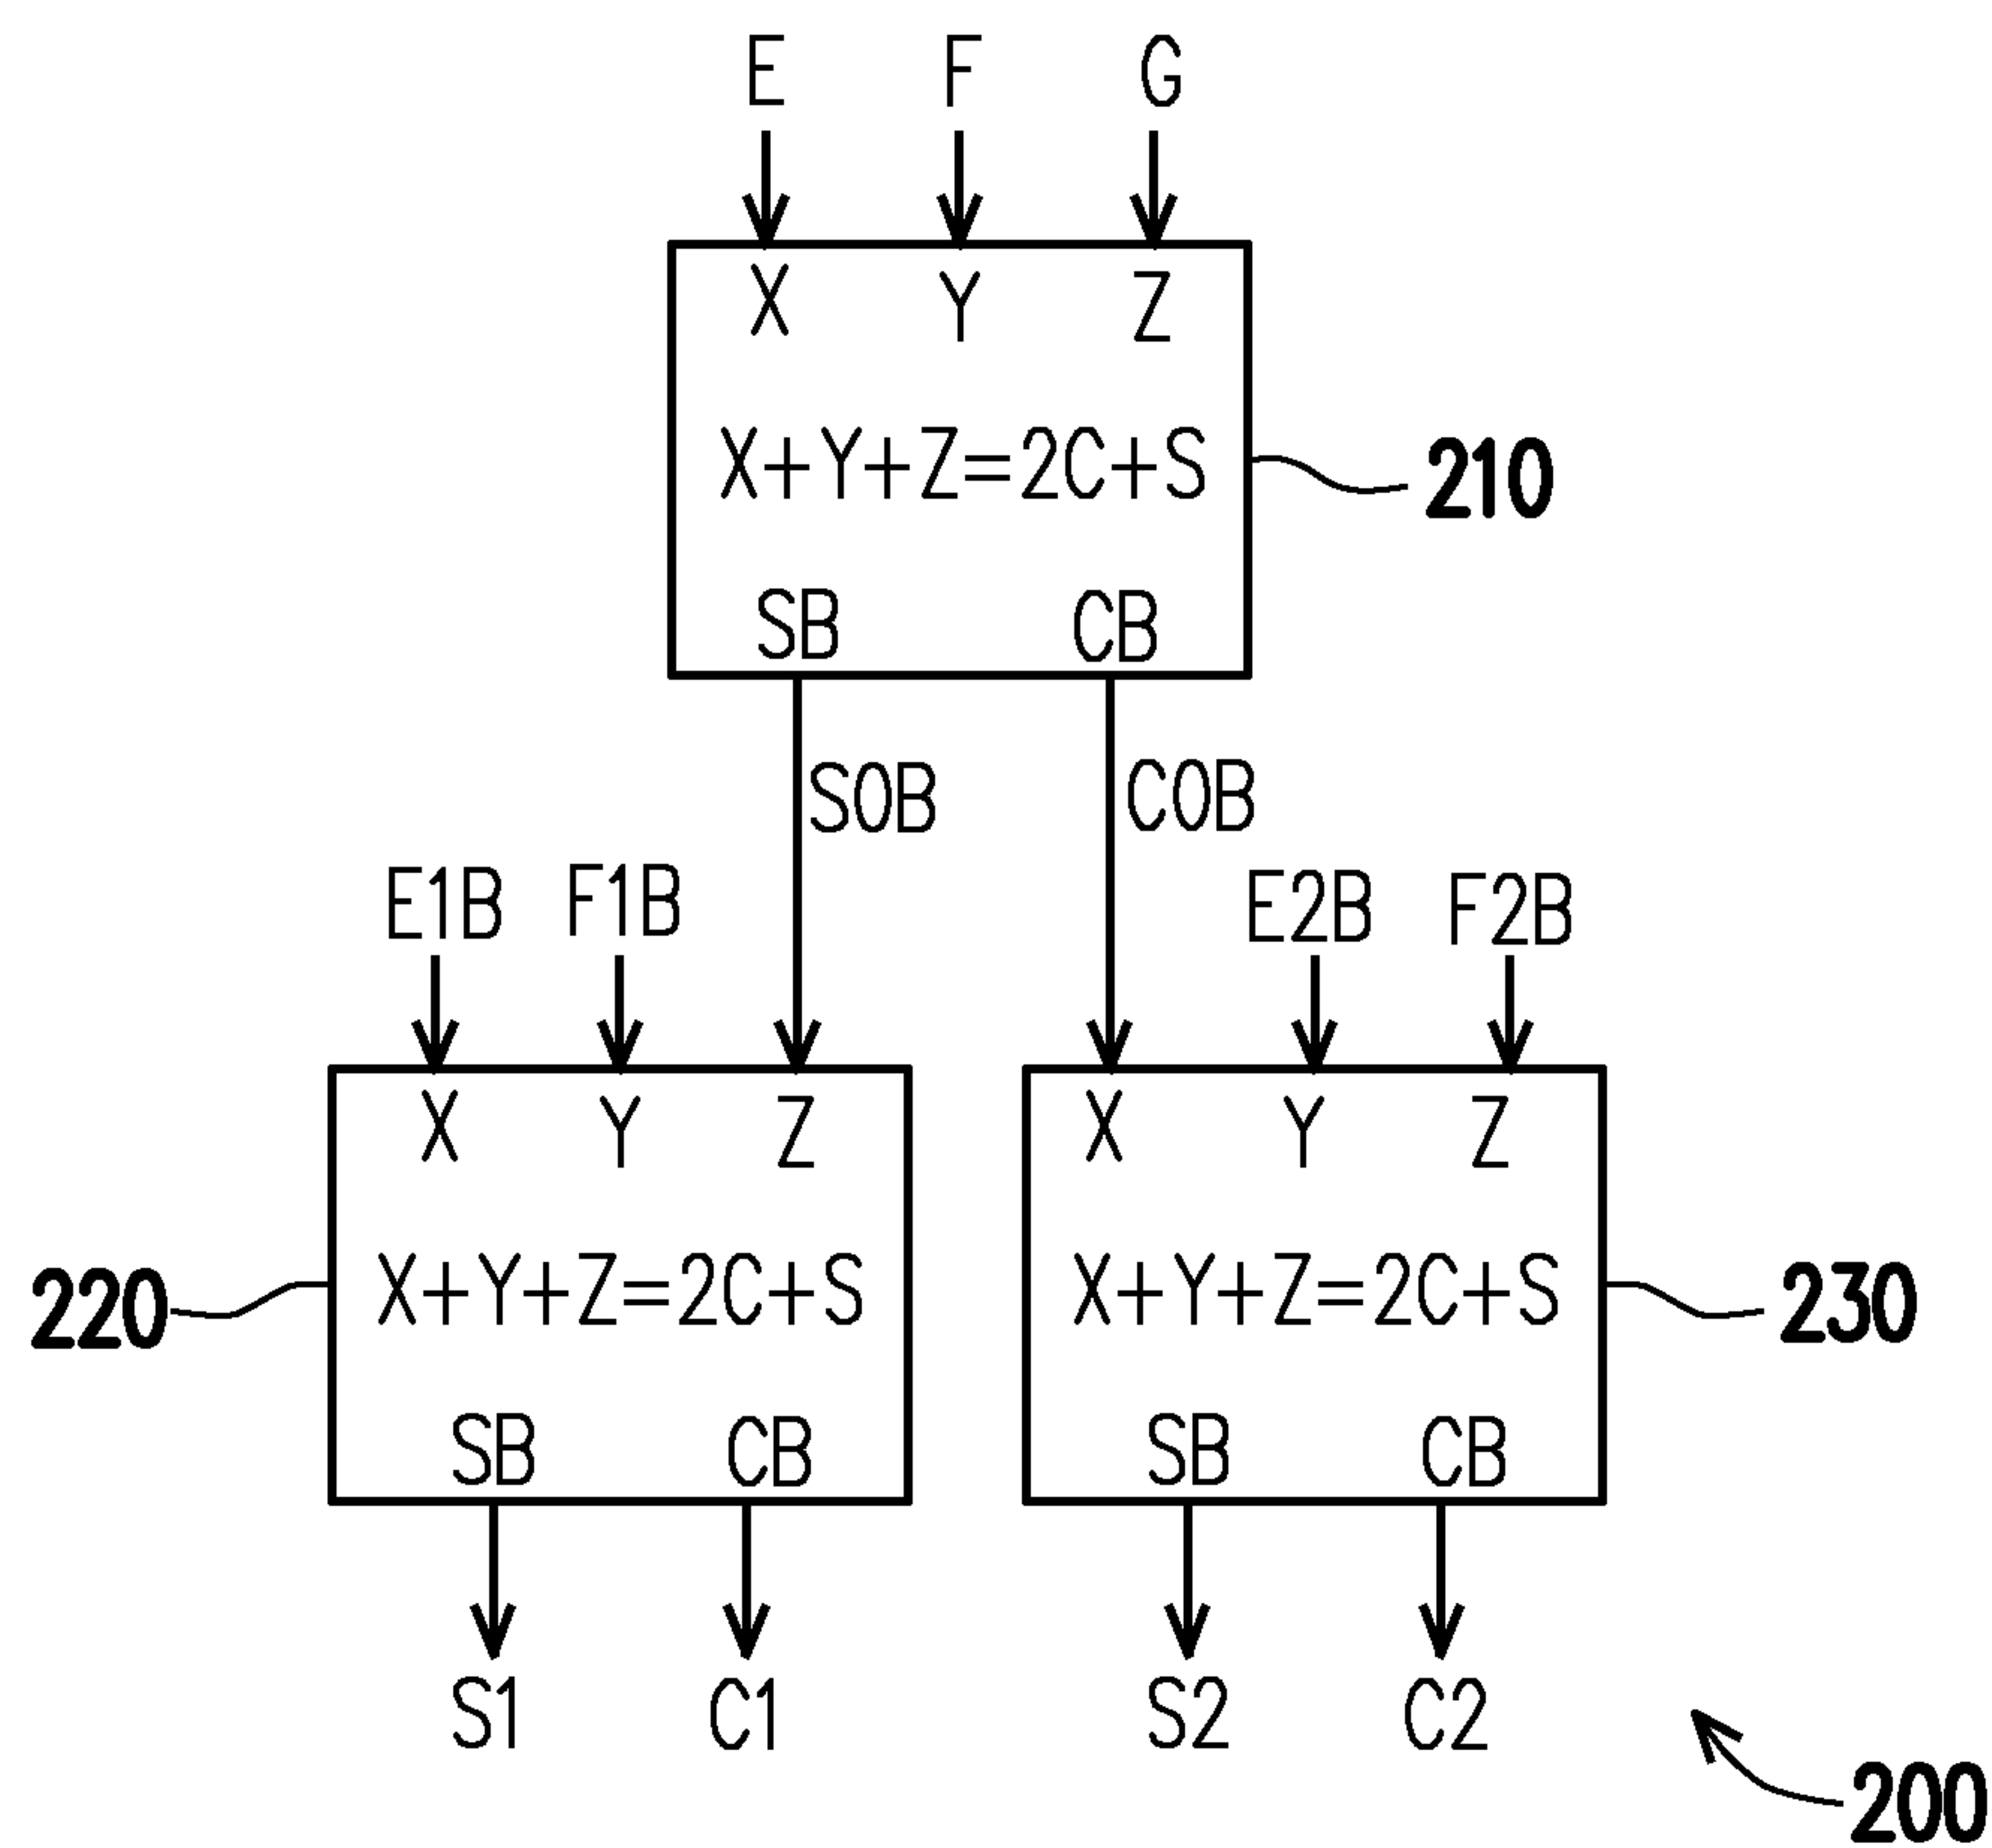 E F G
X Y Z
X+Y+Z=2C+S
210
SB CB
S0B C0B
E1B F1B E2B F2B
X Y Z X Y Z
220 X+Y+Z=2C+S X+Y+Z=2C+S 230
SB CB SB CB
S1 C1 S2 C2
200